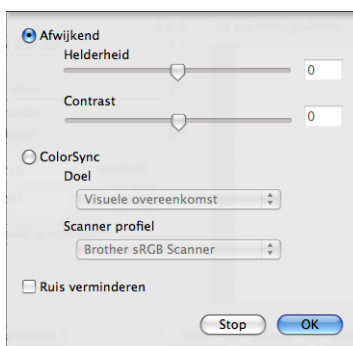 Afwijkend
Helderheid
0
Contrast
0
ColorSync
Doel
Visuele overeenkomst
Scanner profiel
Brother sRGB Scanner
Ruis verminderen
Stop OK